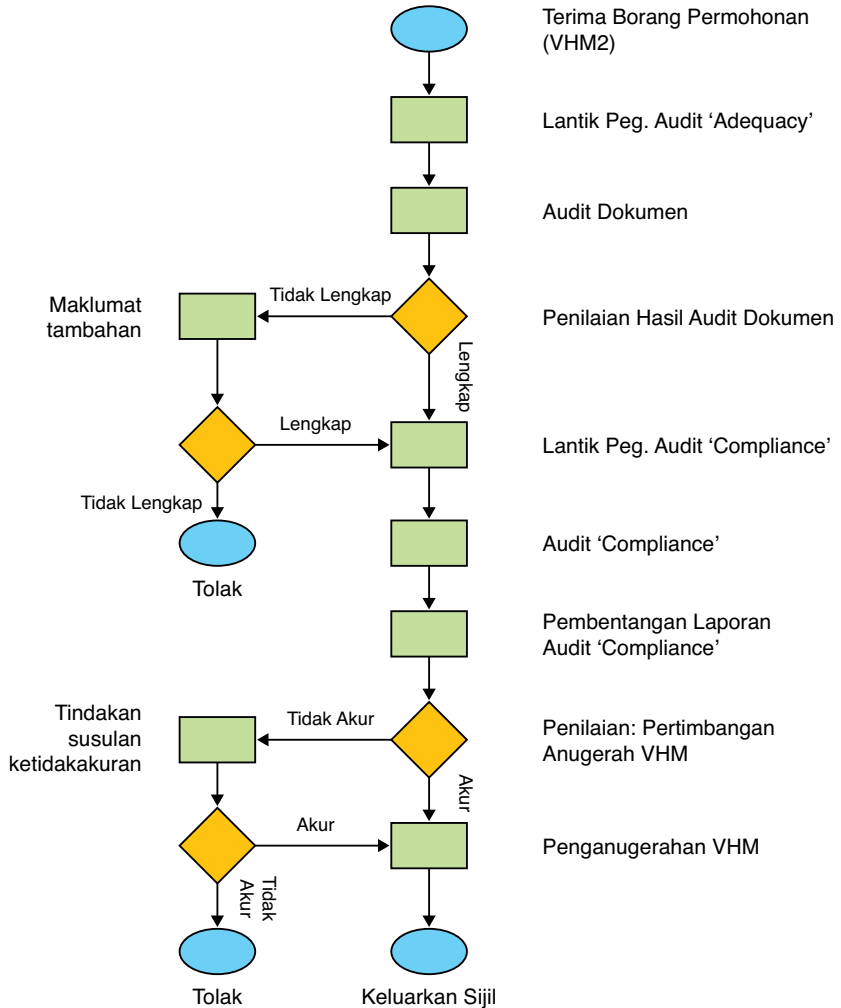 Terima Borang Permohonan
(VHM2)
Lantik Peg. Audit ‘Adequacy’
Audit Dokumen
Maklumat
tambahan
Tidak Lengkap
Penilaian Hasil Audit Dokumen
Lengkap
Lengkap
Lantik Peg. Audit ‘Compliance’
Tidak Lengkap
Tolak
Audit ‘Compliance’
Pembentangan Laporan
Audit ‘Compliance’
Tindakan
susulan
ketidakakuran
Tidak Akur
Penilaian: Pertimbangan
Anugerah VHM
Akur
Akur
Penganugerahan VHM
Tidak
Akur
Tolak
Keluarkan Sijil